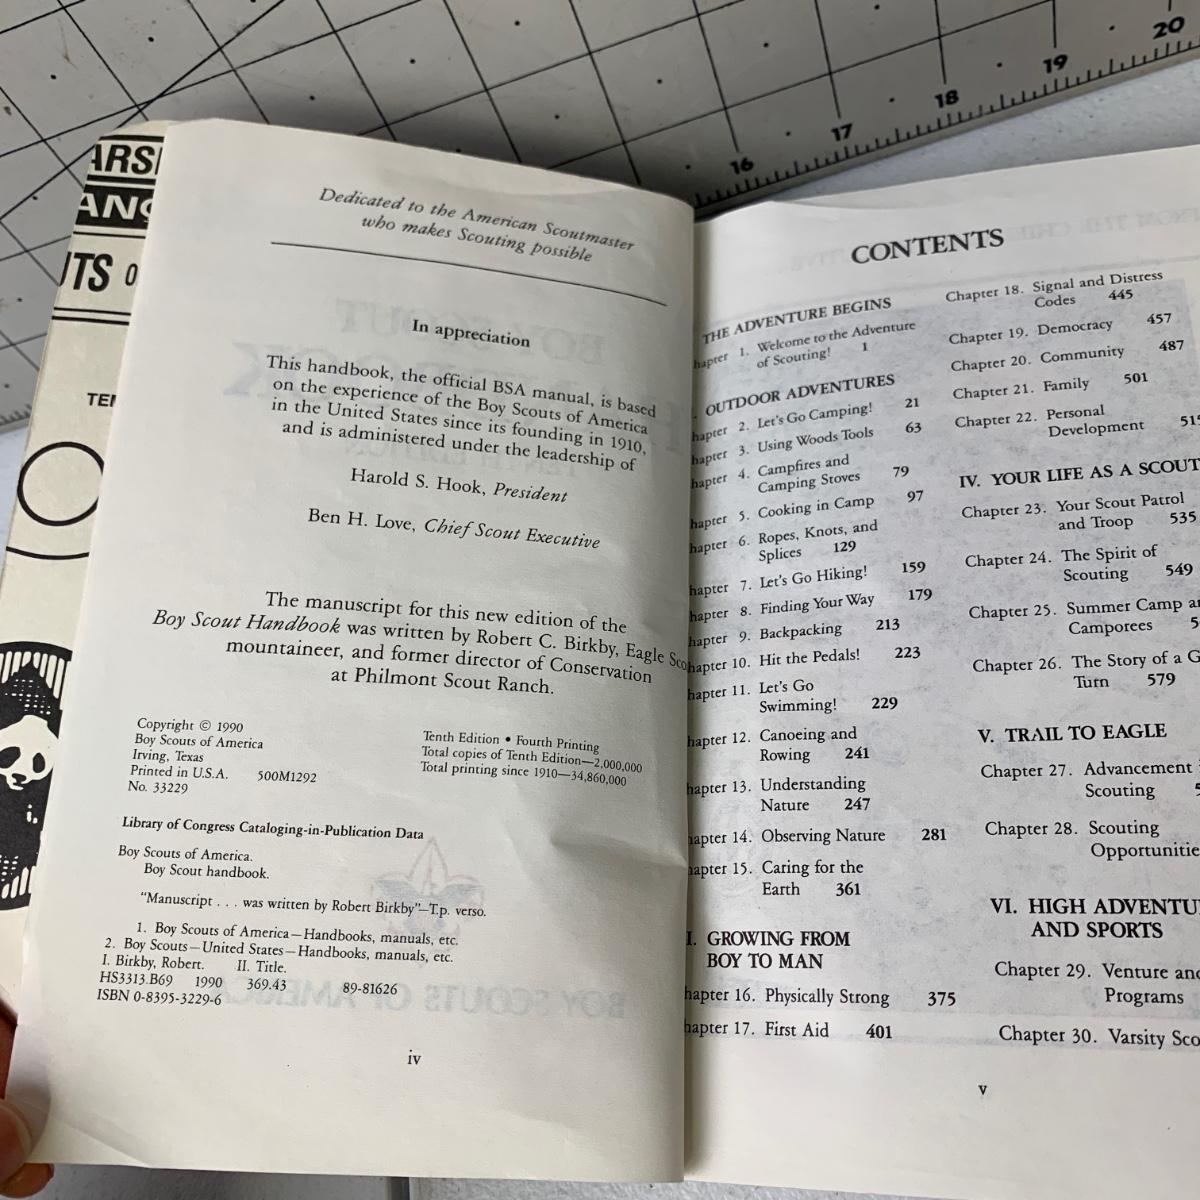 20
19
18
17
16
UTS
Dedicated to the American Scoutmaster
who makes Scouting possible
In appreciation
This handbook, the official BSA manual, is based
on the experience of the Boy Scouts of America
in the United States since its founding in 1910,
and is administered under the leadership of
Harold S. Hook, President
Ben H. Love, Chief Scout Executive
The manuscript for this new edition of the
Boy Scout Handbook was written by Robert C. Birkby, Eagle Sco
mountaineer, and former director of Conservation
at Philmont Scout Ranch.
Copyright © 1990
Boy Scouts of America
Irving, Texas
Printed in U.S.A. 500M1292
No. 33229
Tenth Edition • Fourth Printing
Total copies of Tenth Edition—2,000,000
Total printing since 1910—34,860,000
Library of Congress Cataloging-in-Publication Data
Boy Scouts of America.
Boy Scout handbook.
"Manuscript . . . was written by Robert Birkby"—T.p. verso.
1. Boy Scouts of America—Handbooks, manuals, etc.
2. Boy Scouts—United States—Handbooks, manuals, etc.
I. Birkby, Robert. II. Title.
HS3313.B69 1990 369.43 89-81626
ISBN 0-8395-3229-6
iv
CONTENTS
THE ADVENTURE BEGINS
hapter 1. Welcome to the Adventure
of Scouting! 1
. OUTDOOR ADVENTURES
hapter 2. Let's Go Camping! 21
hapter 3. Using Woods Tools 63
hapter 4. Campfires and
Camping Stoves 79
hapter 5. Cooking in Camp 97
hapter 6. Ropes, Knots, and
Splices 129
hapter 7. Let's Go Hiking! 159
hapter 8. Finding Your Way 179
hapter 9. Backpacking 213
hapter 10. Hit the Pedals! 223
hapter 11. Let's Go
Swimming! 229
hapter 12. Canoeing and
Rowing 241
hapter 13. Understanding
Nature 247
hapter 14. Observing Nature 281
hapter 15. Caring for the
Earth 361
I. GROWING FROM
BOY TO MAN
hapter 16. Physically Strong 375
hapter 17. First Aid 401
Chapter 18. Signal and Distress
Codes 445
Chapter 19. Democracy 457
Chapter 20. Community 487
Chapter 21. Family 501
Chapter 22. Personal
Development 515
IV. YOUR LIFE AS A SCOUT
Chapter 23. Your Scout Patrol
and Troop 535
Chapter 24. The Spirit of
Scouting 549
Chapter 25. Summer Camp a
Camporees
Chapter 26. The Story of a G
Turn 579
V. TRAIL TO EAGLE
Chapter 27. Advancement
Scouting
Chapter 28. Scouting
Opportunitie
VI. HIGH ADVENTU
AND SPORTS
Chapter 29. Venture and
Programs
Chapter 30. Varsity Sco
v